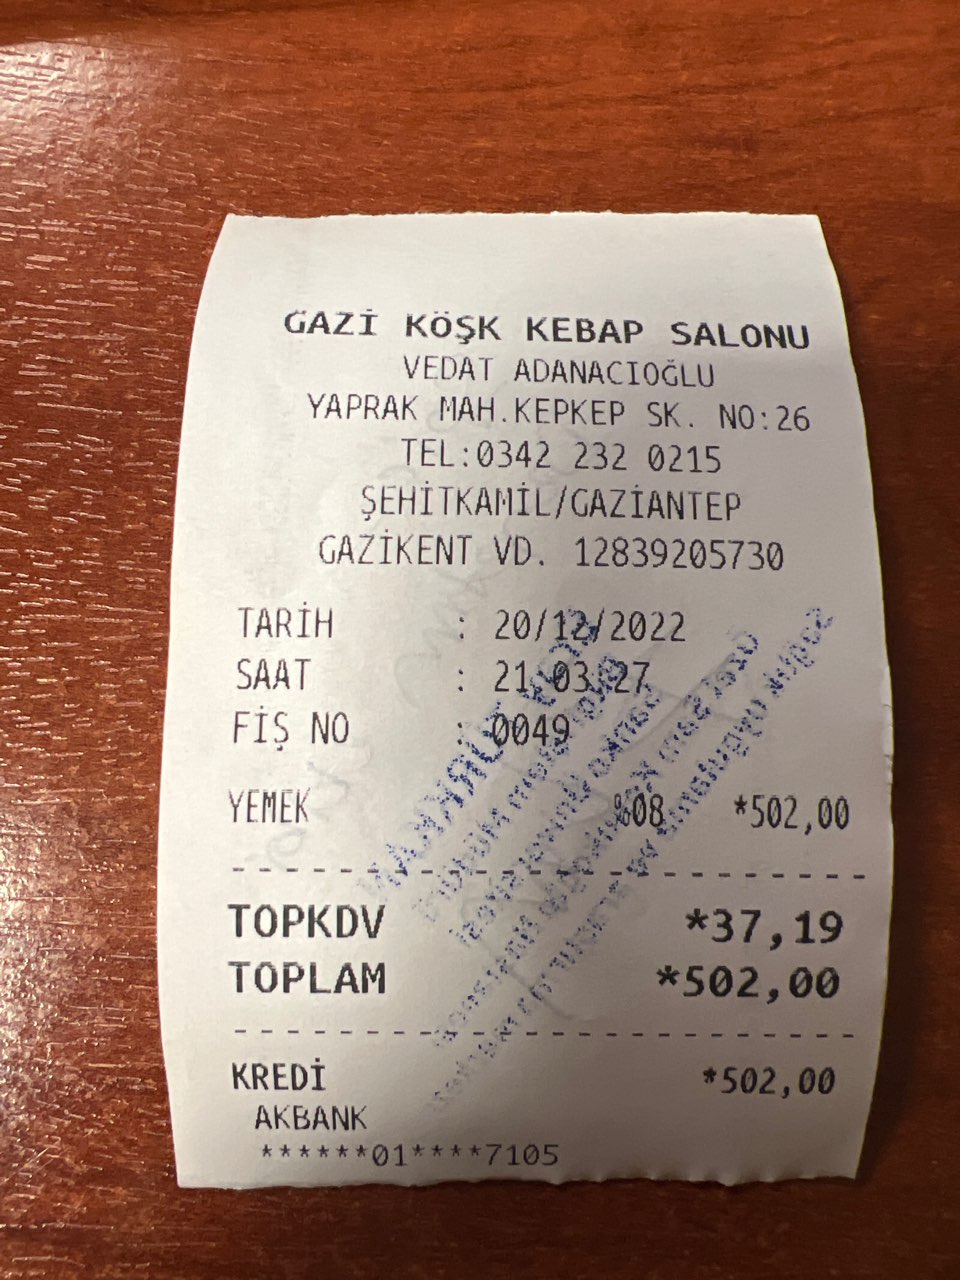 GAZİ KÖŞK KEBAP SALONU
VEDAT ADANACIOĞLU
YAPRAK MAH.KEPKEP SK. NO:26
TEL:0342 232 0215
ŞEHİTKAMİL/GAZİANTEP
GAZİKENT VD. 12839205730
TARİH : 20/12/2022
SAAT : 21:03:27
FİŞ NO : 0049
YEMEK %08 *502,00
TOPKDV *37,19
TOPLAM *502,00
KREDİ *502,00
AKBANK
******01****7105